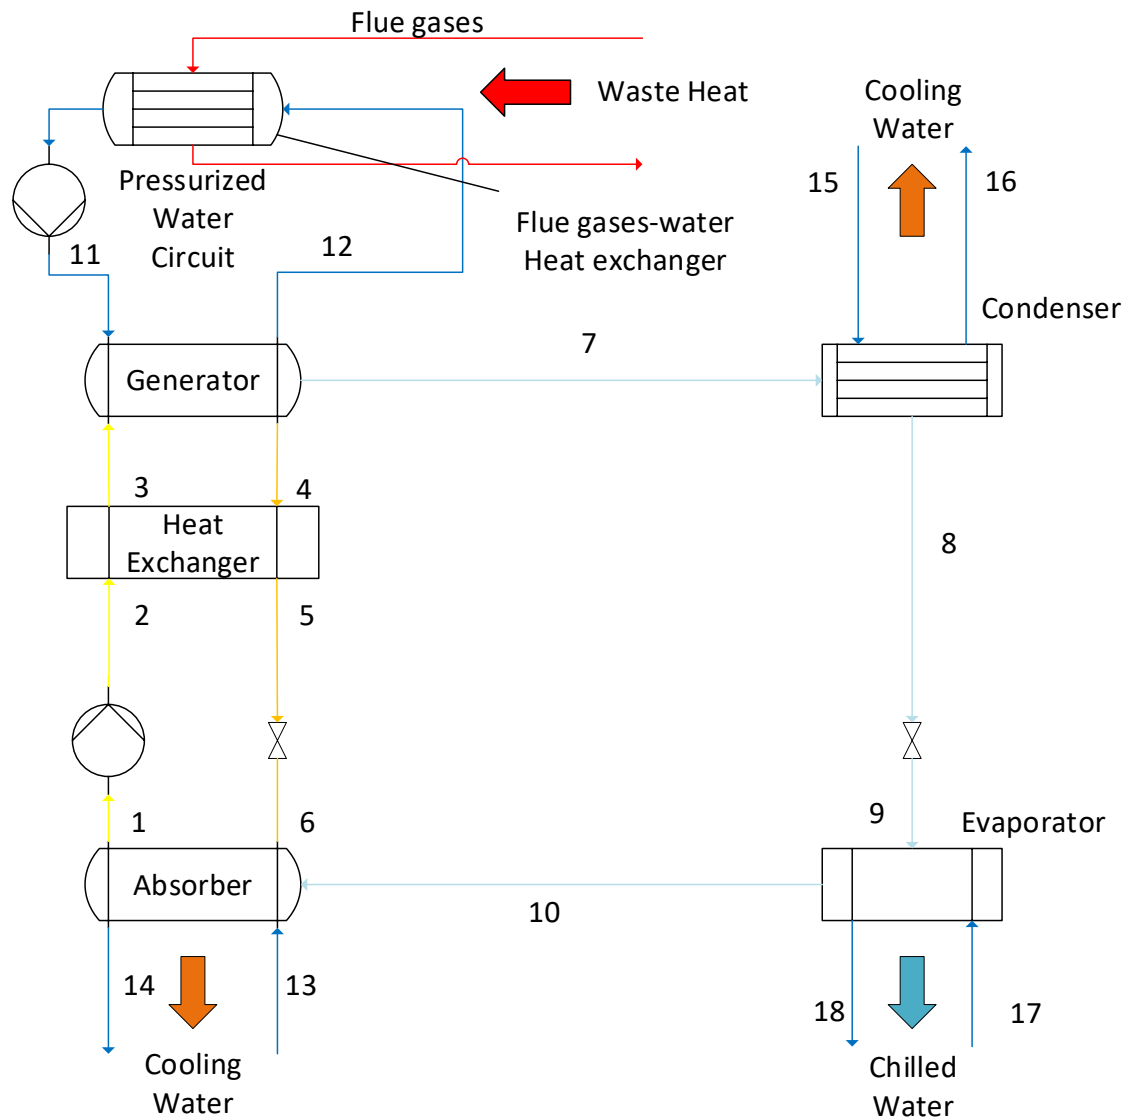 Flue gases
Waste Heat
Cooling
Water
Pressurized
Water
Circuit
15
16
Flue gases-water
Heat exchanger
11
12
Condenser
7
Generator
3
4
Heat
Exchanger
8
2
5
1
6
9
Evaporator
Absorber
10
14
13
18
17
Cooling
Water
Chilled
Water